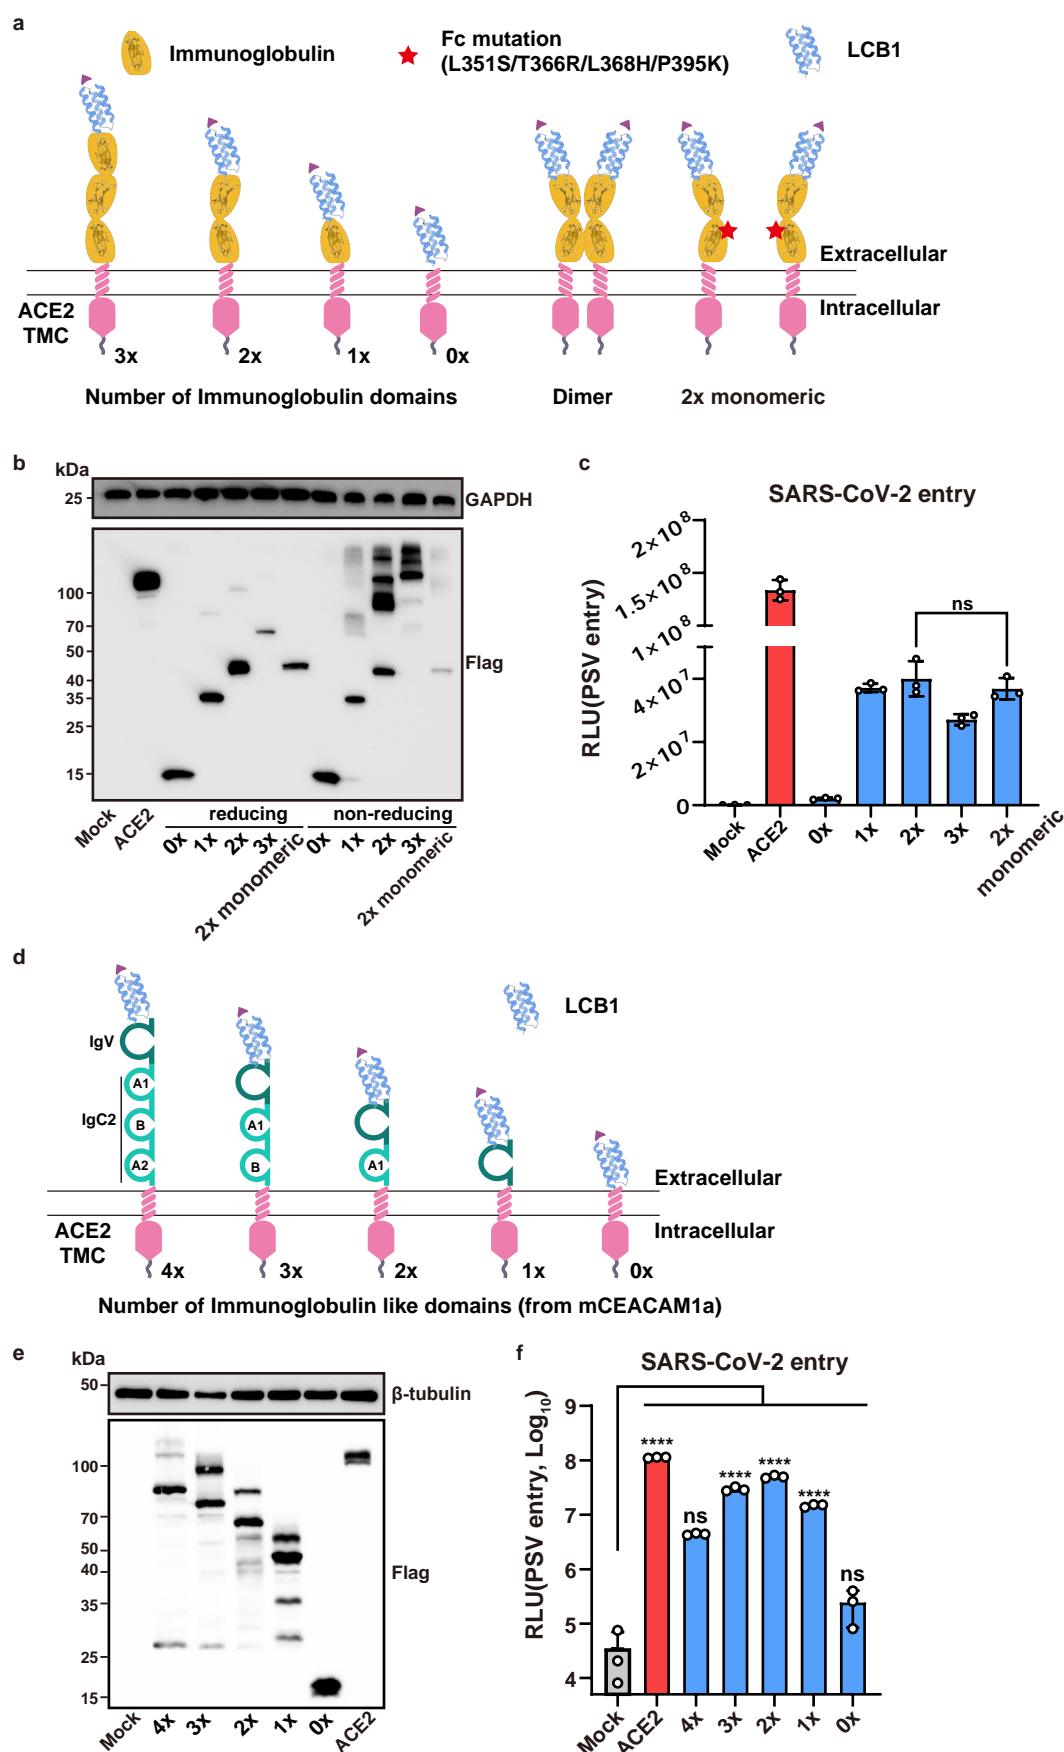 a
Immunoglobulin
Fc mutation
(L351S/T366R/L368H/P395K)
LCB1
Extracellular
Intracellular
ACE2
TMC
3x
2x
1x
0x
Number of Immunoglobulin domains
Dimer
2x monomeric
b
kDa
25
GAPDH
100
70
50
40
35
25
15
Flag
Mock
ACE2
reducing
non-reducing
0x
1x
2x
3x
2x monomeric
0x
1x
2x
3x
2x monomeric
c
SARS-CoV-2 entry
RLU(PSV entry)
2×10⁸
1.5×10⁸
1×10⁸
4×10⁷
2×10⁷
0
ns
Mock
ACE2
0x
1x
2x
3x
2x
monomeric
d
LCB1
IgV
IgC2
A1
B
A2
A1
B
A1
Extracellular
Intracellular
ACE2
TMC
4x
3x
2x
1x
0x
Number of Immunoglobulin like domains (from mCEACAM1a)
e
kDa
50
β-tubulin
100
70
50
40
35
25
15
Flag
Mock
4x
3x
2x
1x
0x
ACE2
f
SARS-CoV-2 entry
RLU(PSV entry, Log₁₀)
9
8
7
6
5
4
****
ns
****
****
****
ns
Mock
ACE2
4x
3x
2x
1x
0x